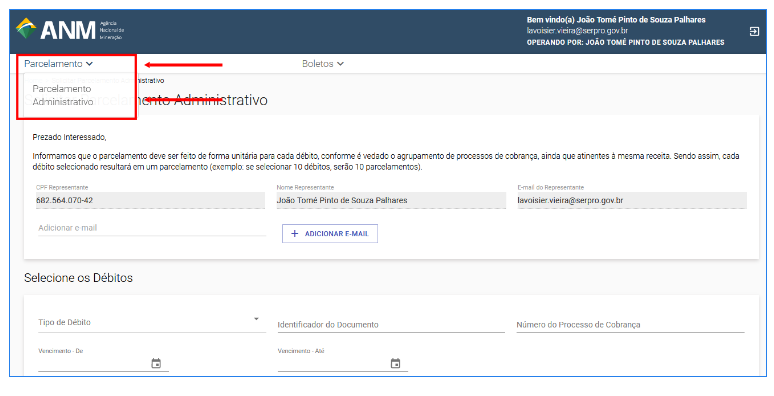 ANM
Agência
Nacional de
Mineração
Bem vindo(a) João Tomé Pinto de Souza Palhares
lavoisier.vieira@serpro.gov.br
OPERANDO POR: JOÃO TOMÉ PINTO DE SOUZA PALHARES
Parcelamento
Boletos
Parcelamento
Administrativo
nistrativo
mento Administrativo
Prezado Interessado,
Informamos que o parcelamento deve ser feito de forma unitária para cada débito, conforme é vedado o agrupamento de processos de cobrança, ainda que atinentes à mesma receita. Sendo assim, cada
débito selecionado resultará em um parcelamento (exemplo: se selecionar 10 débitos, serão 10 parcelamentos).
CPF Representante
Nome Representante
E-mail do Representante
682.564.070-42
João Tomé Pinto de Souza Palhares
lavoisier.vieira@serpro.gov.br
Adicionar e-mail
+ ADICIONAR E-MAIL
Selecione os Débitos
Tipo de Débito
Identificador do Documento
Número do Processo de Cobrança
Vencimento - De
Vencimento - Até